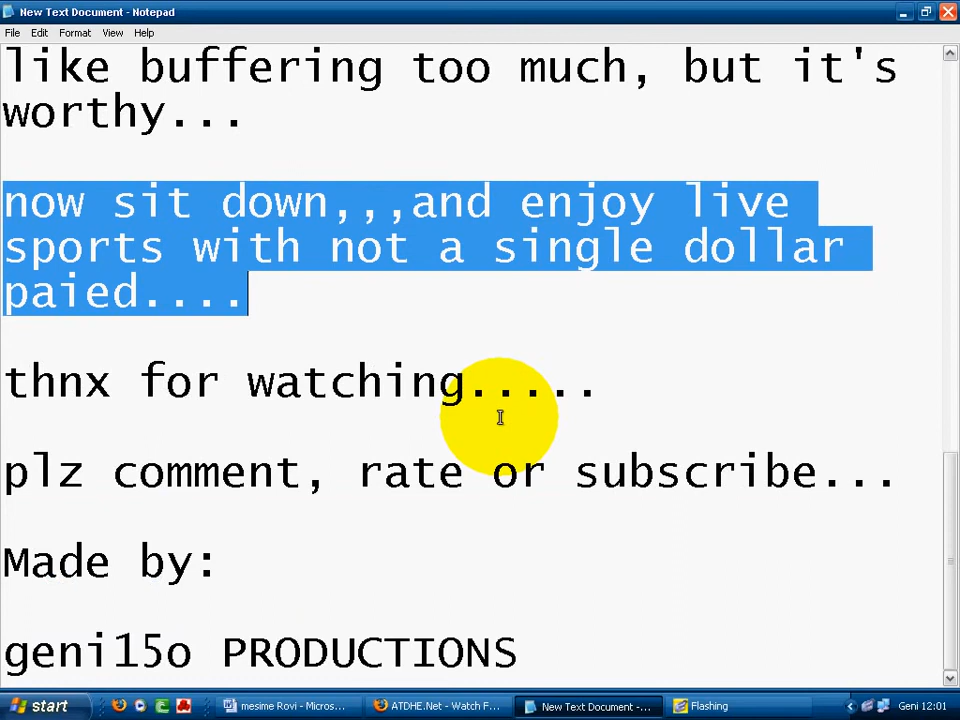 New Text Document - Notepad
File Edit Format View Help
like buffering too much, but it's
worthy...
now sit down,,,and enjoy live
sports with not a single dollar
paied....
thnx for watching.....
plz comment, rate or subscribe...
Made by:
geni15o PRODUCTIONS
start mesime Rovi - Micros... ATDHE.Net - Watch F... New Text Document -... Flashing Geni 12:01